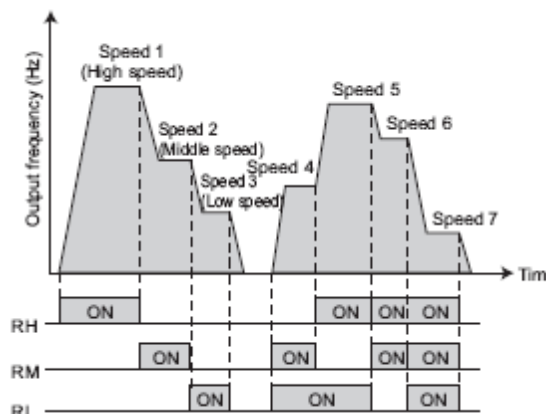 Output frequency (Hz)
Speed 1
(High speed)
Speed 2
(Middle speed)
Speed 3
(Low speed)
Speed 4
Speed 5
Speed 6
Speed 7
Tim
RH
ON
ON
ON
ON
RM
ON
ON
ON
ON
RL
ON
ON
ON